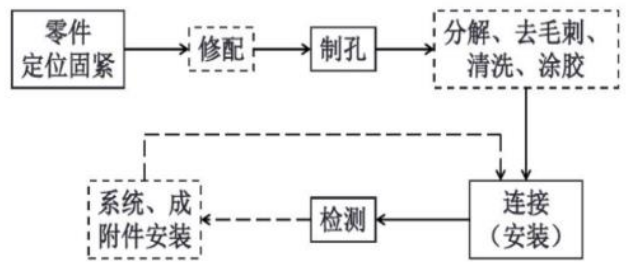 零件
定位固紧
修配
制孔
分解、去毛刺、
清洗、涂胶
系统、成
附件安装
检测
连接
（安装）